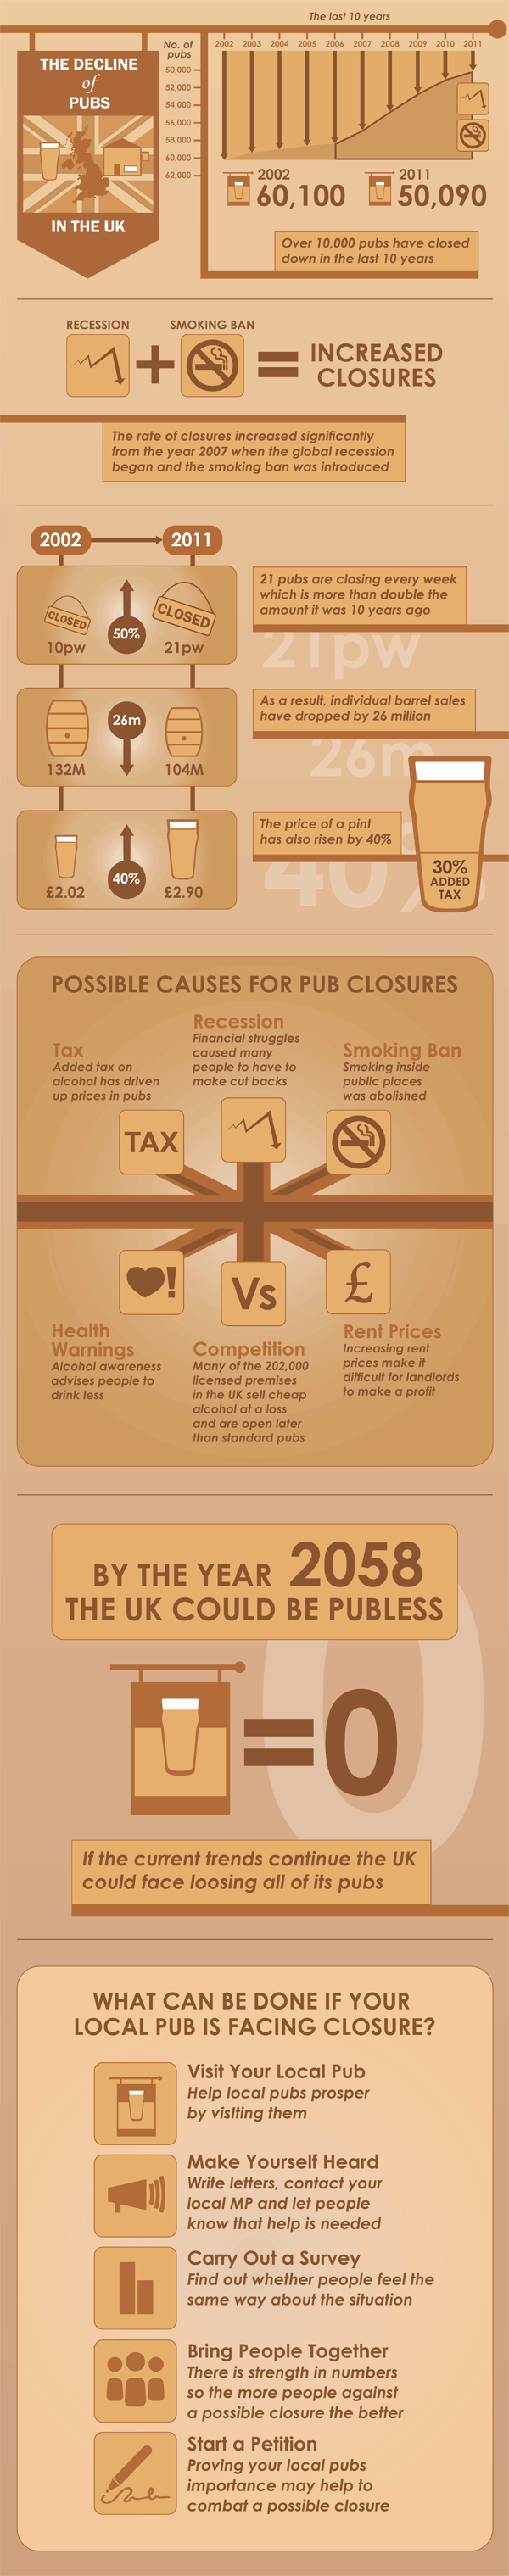 The last 10 years
No. of
pubs
2002 2003 2004 2005 2006 2007 2008 2009 2010 2011
50,000
52,000
54,000
56,000
58,000
60,000
62,000
THE DECLINE
of
PUBS
IN THE UK
2002
60,100
2011
50,090
Over 10,000 pubs have closed
down in the last 10 years
RECESSION
SMOKING BAN
+
=
INCREASED
CLOSURES
The rate of closures increased significantly
from the year 2007 when the global recession
began and the smoking ban was introduced
2002
2011
CLOSED
10pw
50%
CLOSED
21pw
21 pubs are closing every week
which is more than double the
amount it was 10 years ago
21pw
132M
26m
104M
As a result, individual barrel sales
have dropped by 26 million
26m
£2.02
40%
£2.90
The price of a pint
has also risen by 40%
40%
30%
ADDED
TAX
POSSIBLE CAUSES FOR PUB CLOSURES
Tax
Added tax on
alcohol has driven
up prices in pubs
TAX
Recession
Financial struggles
caused many
people to have to
make cut backs
Smoking Ban
Smoking inside
public places
was abolished
!
Health
Warnings
Alcohol awareness
advises people to
drink less
Vs
Competition
Many of the 202,000
licensed premises
in the UK sell cheap
alcohol at a loss
and are open later
than standard pubs
£
Rent Prices
Increasing rent
prices make it
difficult for landlords
to make a profit
BY THE YEAR 2058
THE UK COULD BE PUBLESS
=0
0
If the current trends continue the UK
could face loosing all of its pubs
WHAT CAN BE DONE IF YOUR
LOCAL PUB IS FACING CLOSURE?
Visit Your Local Pub
Help local pubs prosper
by visiting them
Make Yourself Heard
Write letters, contact your
local MP and let people
know that help is needed
Carry Out a Survey
Find out whether people feel the
same way about the situation
Bring People Together
There is strength in numbers
so the more people against
a possible closure the better
Start a Petition
Proving your local pubs
importance may help to
combat a possible closure